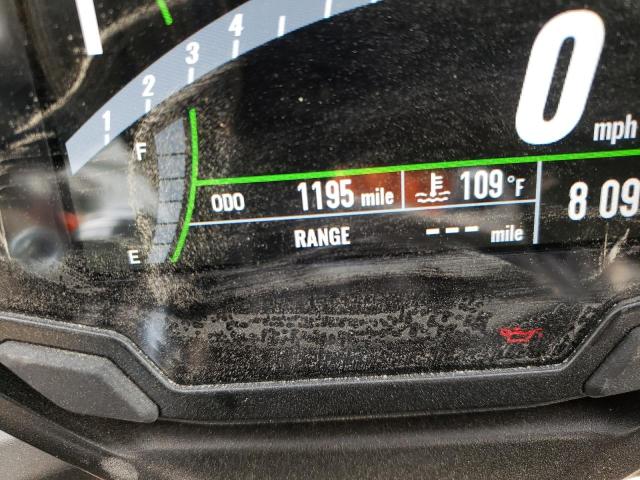 1 2 3 4
0 mph
F
ODO 1195 mile 109 °F
8 09
E RANGE --- mile